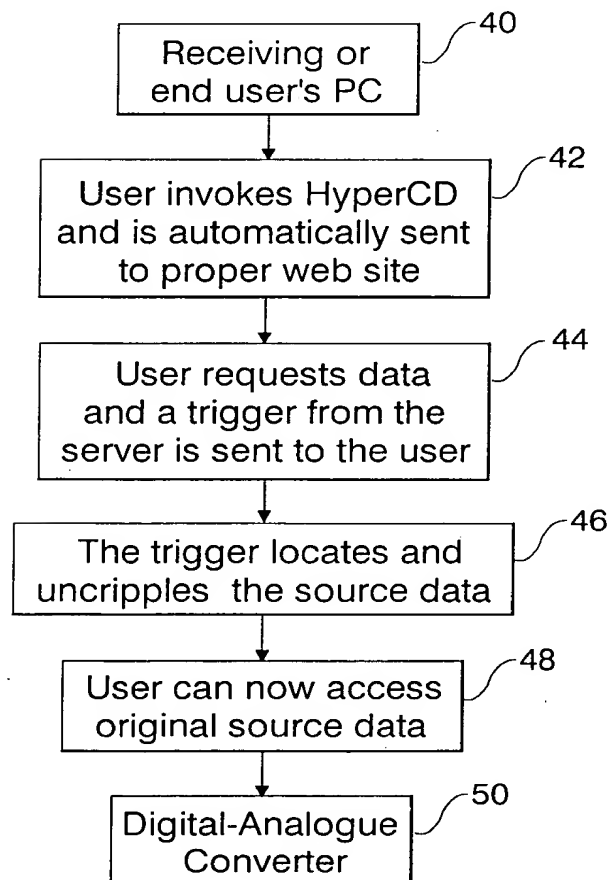 40
Receiving or
end user's PC
42
User invokes HyperCD
and is automatically sent
to proper web site
44
User requests data
and a trigger from the
server is sent to the user
46
The trigger locates and
uncripples the source data
48
User can now access
original source data
50
Digital-Analogue
Converter